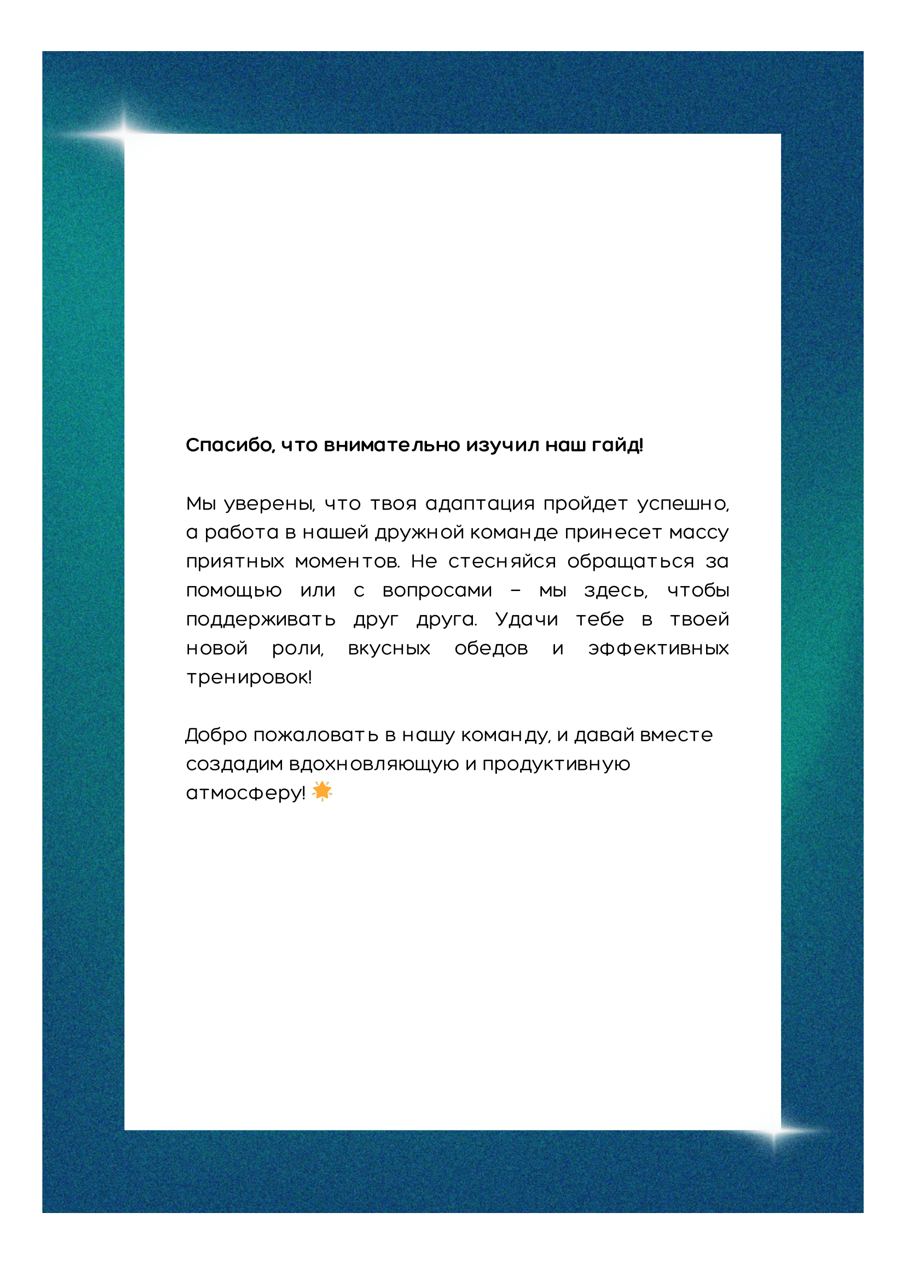 Спасибо, что внимательно изучил наш гайд!
Мы уверены, что твоя адаптация пройдет успешно,
а работа в нашей дружной команде принесет массу
приятных моментов. Не стесняйся обращаться за
помощью или с вопросами – мы здесь, чтобы
поддерживать друг друга. Удачи тебе в твоей
новой роли, вкусных обедов и эффективных
тренировок!
Добро пожаловать в нашу команду, и давай вместе
создадим вдохновляющую и продуктивную
атмосферу! 🌟